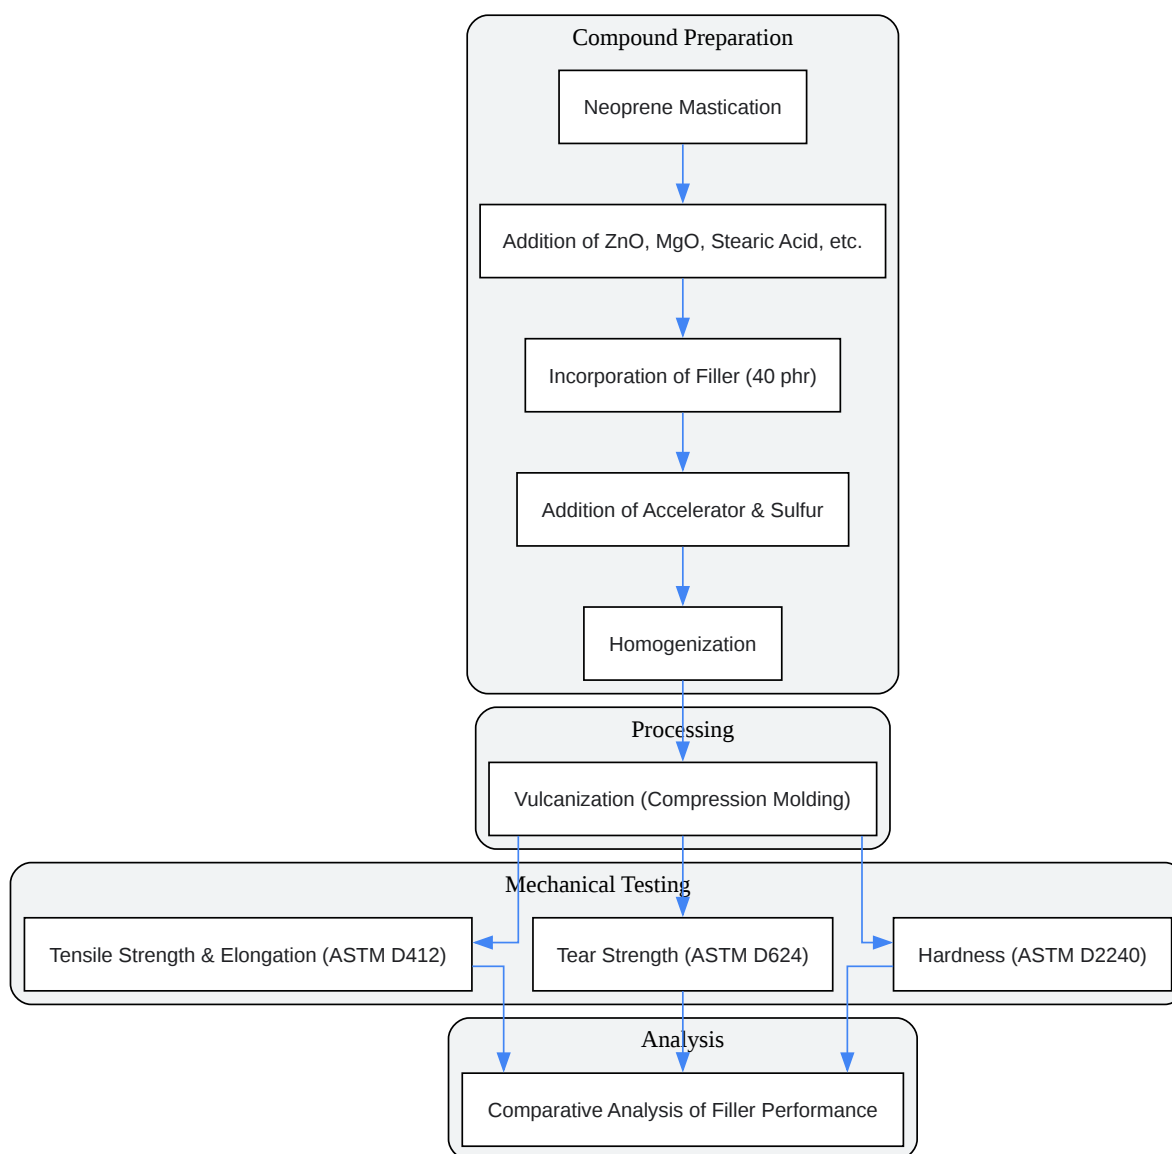 Compound Preparation
Neoprene Mastication
Addition of ZnO, MgO, Stearic Acid, etc.
Incorporation of Filler (40 phr)
Addition of Accelerator & Sulfur
Homogenization
Processing
Vulcanization (Compression Molding)
Mechanical Testing
Tensile Strength & Elongation (ASTM D412)
Tear Strength (ASTM D624)
Hardness (ASTM D2240)
Analysis
Comparative Analysis of Filler Performance